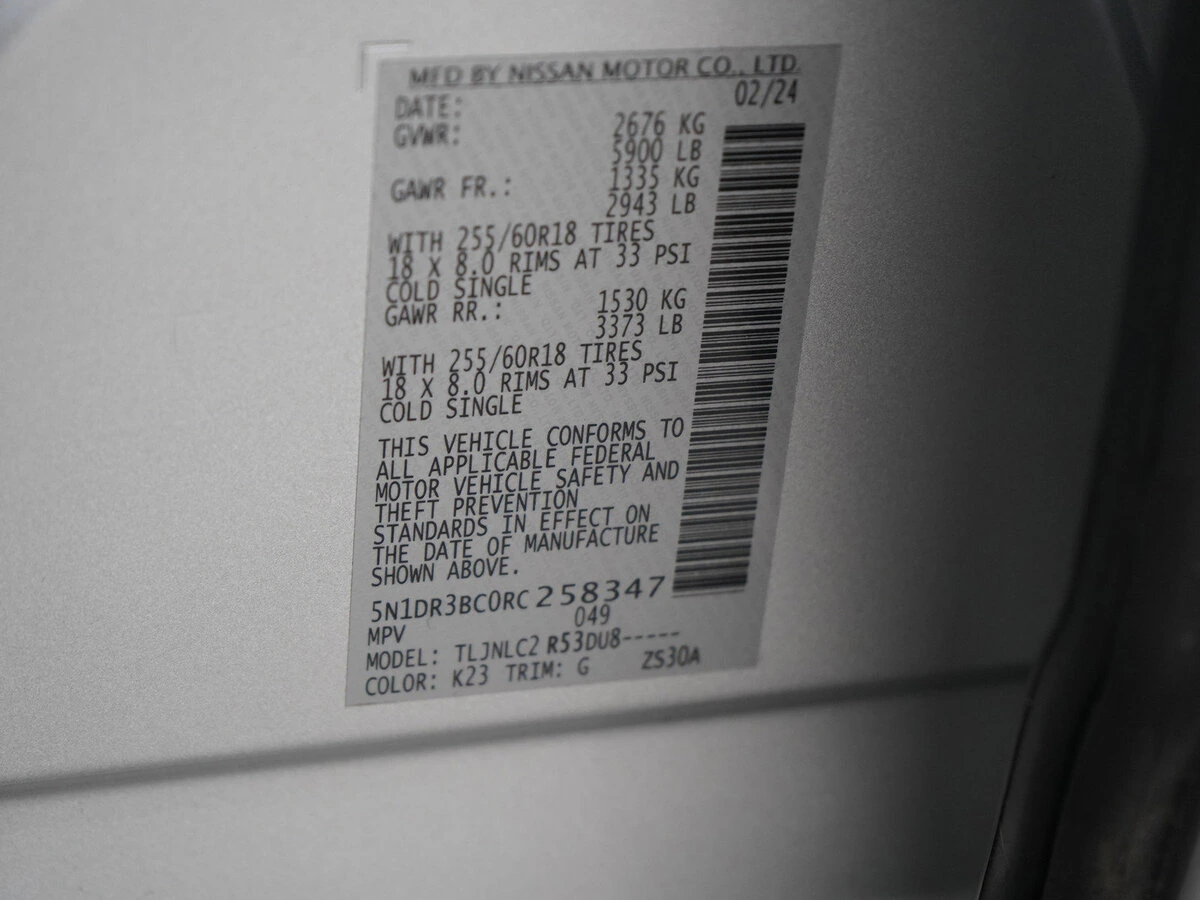 MFD BY NISSAN MOTOR CO., LTD.
DATE: 02/24
GVWR: 2676 KG
5900 LB
GAWR FR.: 1335 KG
2943 LB
WITH 255/60R18 TIRES
18 X 8.0 RIMS AT 33 PSI
COLD SINGLE
GAWR RR.: 1530 KG
3373 LB
WITH 255/60R18 TIRES
18 X 8.0 RIMS AT 33 PSI
COLD SINGLE
THIS VEHICLE CONFORMS TO
ALL APPLICABLE FEDERAL
MOTOR VEHICLE SAFETY AND
THEFT PREVENTION
STANDARDS IN EFFECT ON
THE DATE OF MANUFACTURE
SHOWN ABOVE.
5N1DR3BC0RC258347
MPV 049
MODEL: TLJNLC2 R53DU8-----
COLOR: K23 TRIM: G ZS30A